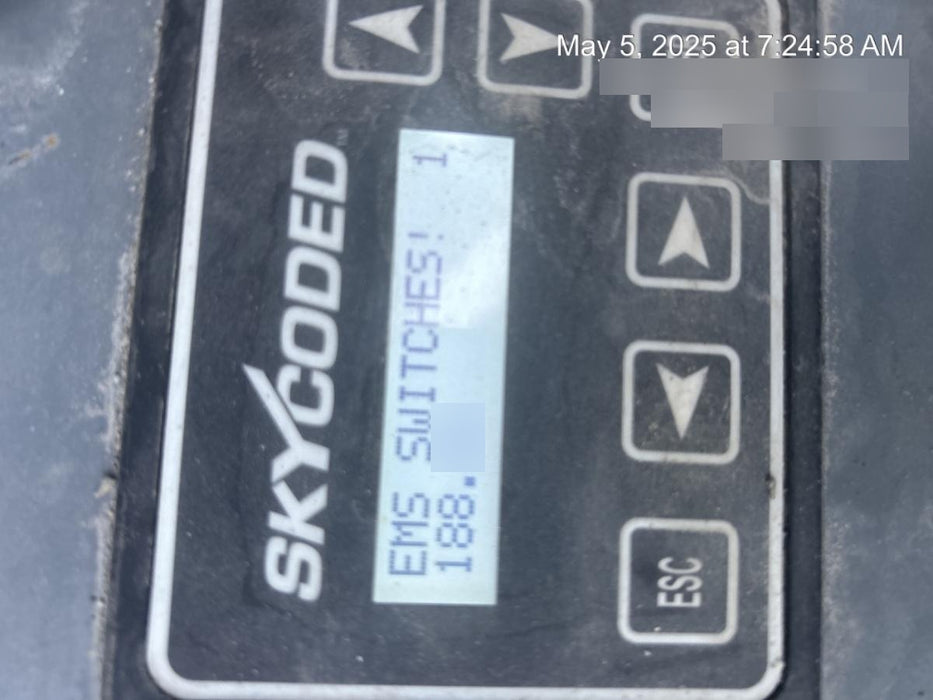 May 5, 2025 at 7:24:58 AM
SKYCODED
EMS SWITCHES! 1
188.
ESC